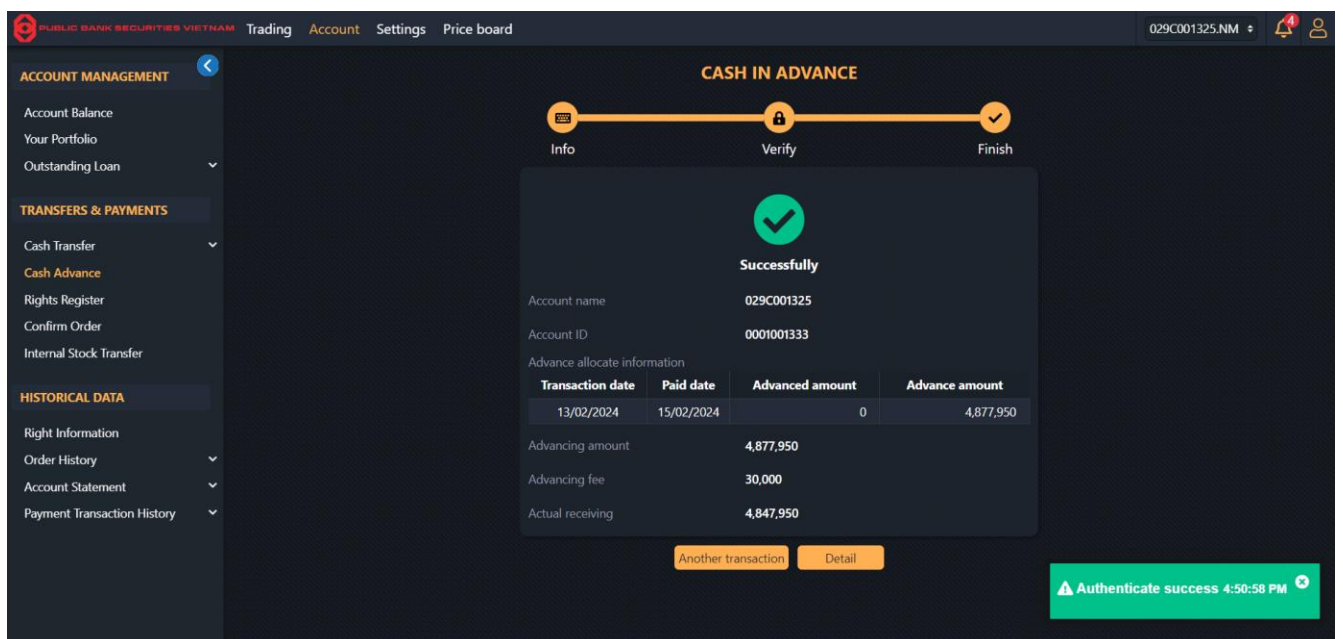 PUBLIC BANK SECURITIES VIETNAM Trading Account Settings Price board 029C001325.NM 4
ACCOUNT MANAGEMENT
Account Balance
Your Portfolio
Outstanding Loan
TRANSFERS & PAYMENTS
Cash Transfer
Cash Advance
Rights Register
Confirm Order
Internal Stock Transfer
HISTORICAL DATA
Right Information
Order History
Account Statement
Payment Transaction History
CASH IN ADVANCE
Info Verify Finish
Successfully
Account name 029C001325
Account ID 0001001333
Advance allocate information
Transaction date Paid date Advanced amount Advance amount
13/02/2024 15/02/2024 0 4,877,950
Advancing amount 4,877,950
Advancing fee 30,000
Actual receiving 4,847,950
Another transaction Detail
Authenticate success 4:50:58 PM